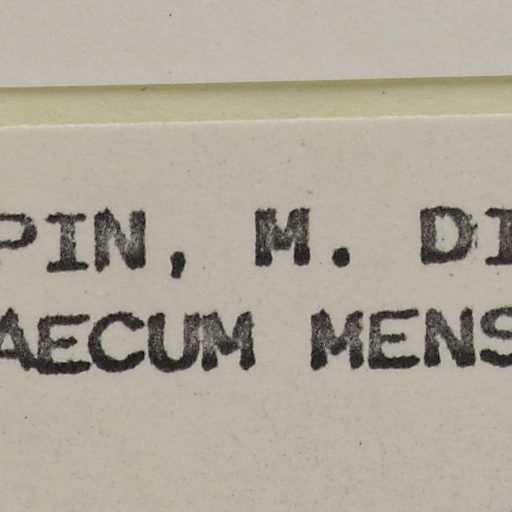 PIN, M. DI
AECUM MENS